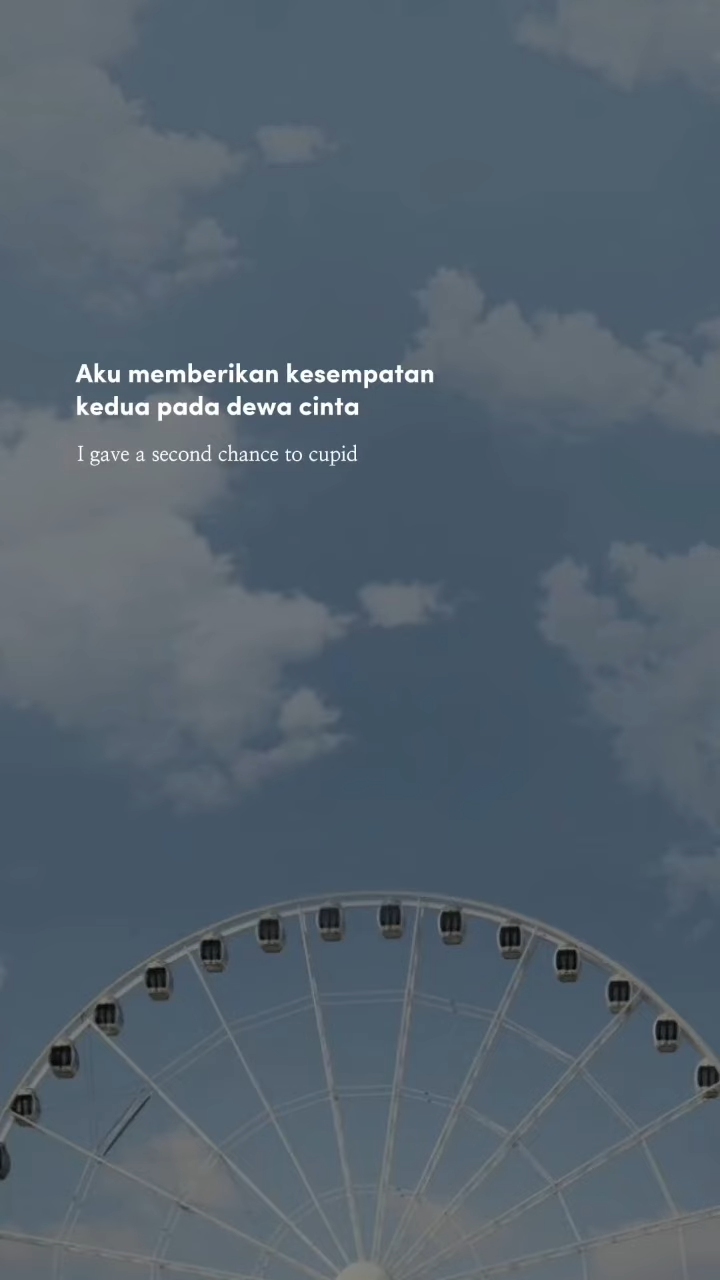 Aku memberikan kesempatan
kedua pada dewa cinta
I gave a second chance to cupid